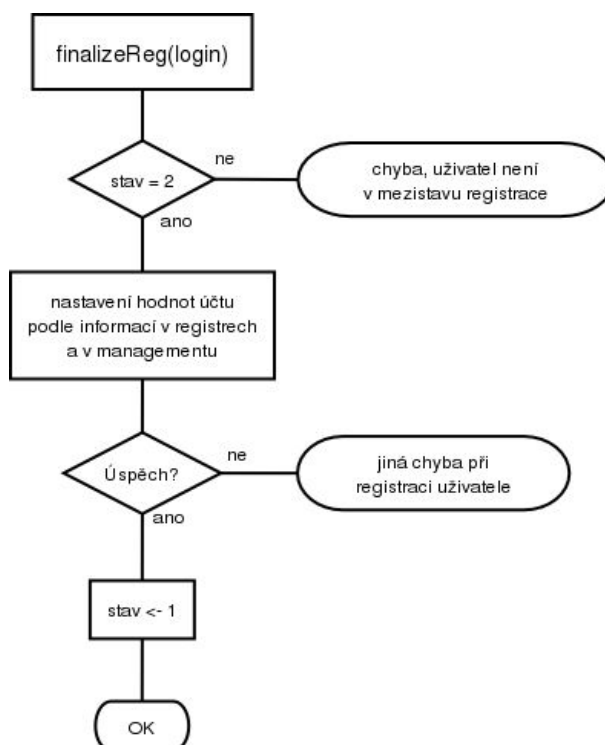 finalizeReg(login)
ne
stav = 2
chyba, uživatel není
v mezistavu registrace
ano
nastavení hodnot účtu
podle informací v registrech
a v managementu
ne
Úspěch?
jiná chyba při
registraci uživatele
ano
stav <- 1
OK